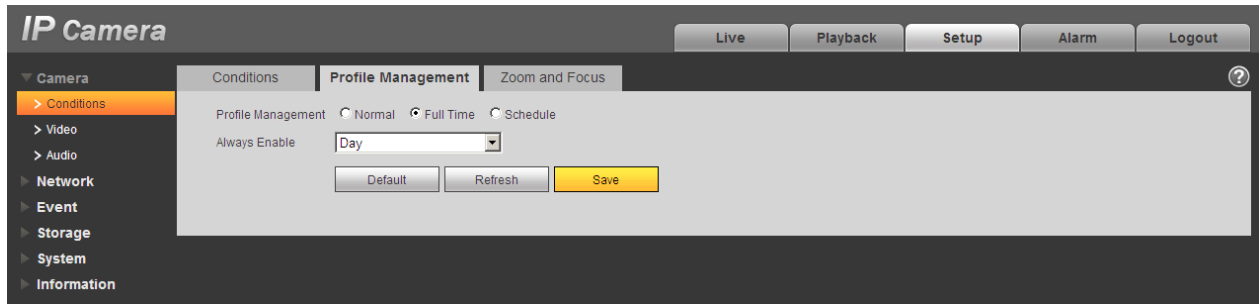 IP Camera
Live Playback Setup Alarm Logout
Camera
Conditions
Video
Audio
Network
Event
Storage
System
Information
Conditions Profile Management Zoom and Focus
Profile Management Normal Full Time Schedule
Always Enable Day
Default Refresh Save